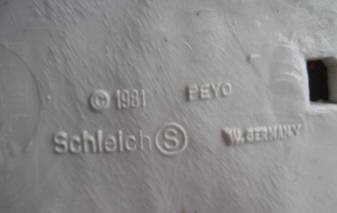 © 1981 PEYO
Schleich Ⓢ W. GERMANY